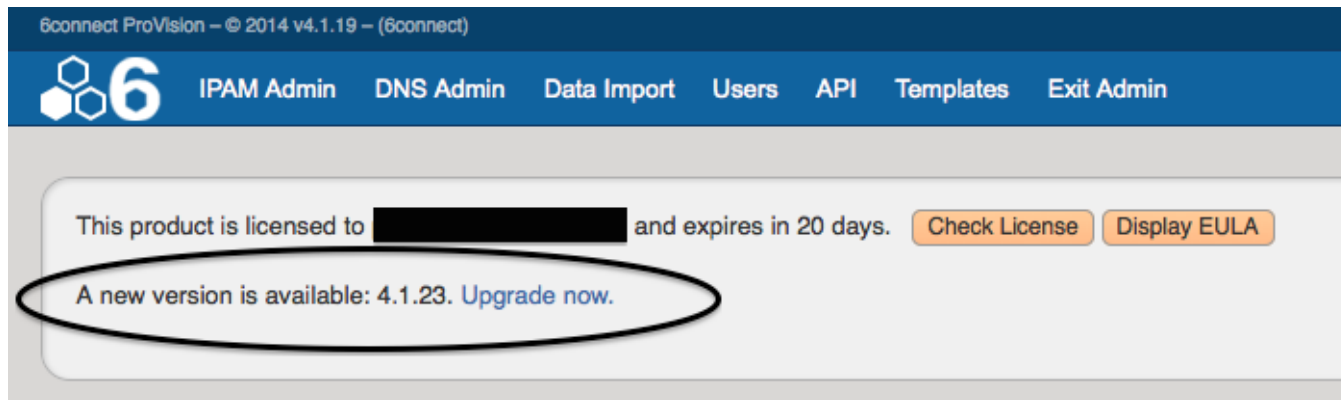 6connect ProVision – © 2014 v4.1.19 – (6connect)
6 IPAM Admin DNS Admin Data Import Users API Templates Exit Admin
This product is licensed to and expires in 20 days. Check License Display EULA
A new version is available: 4.1.23. Upgrade now.